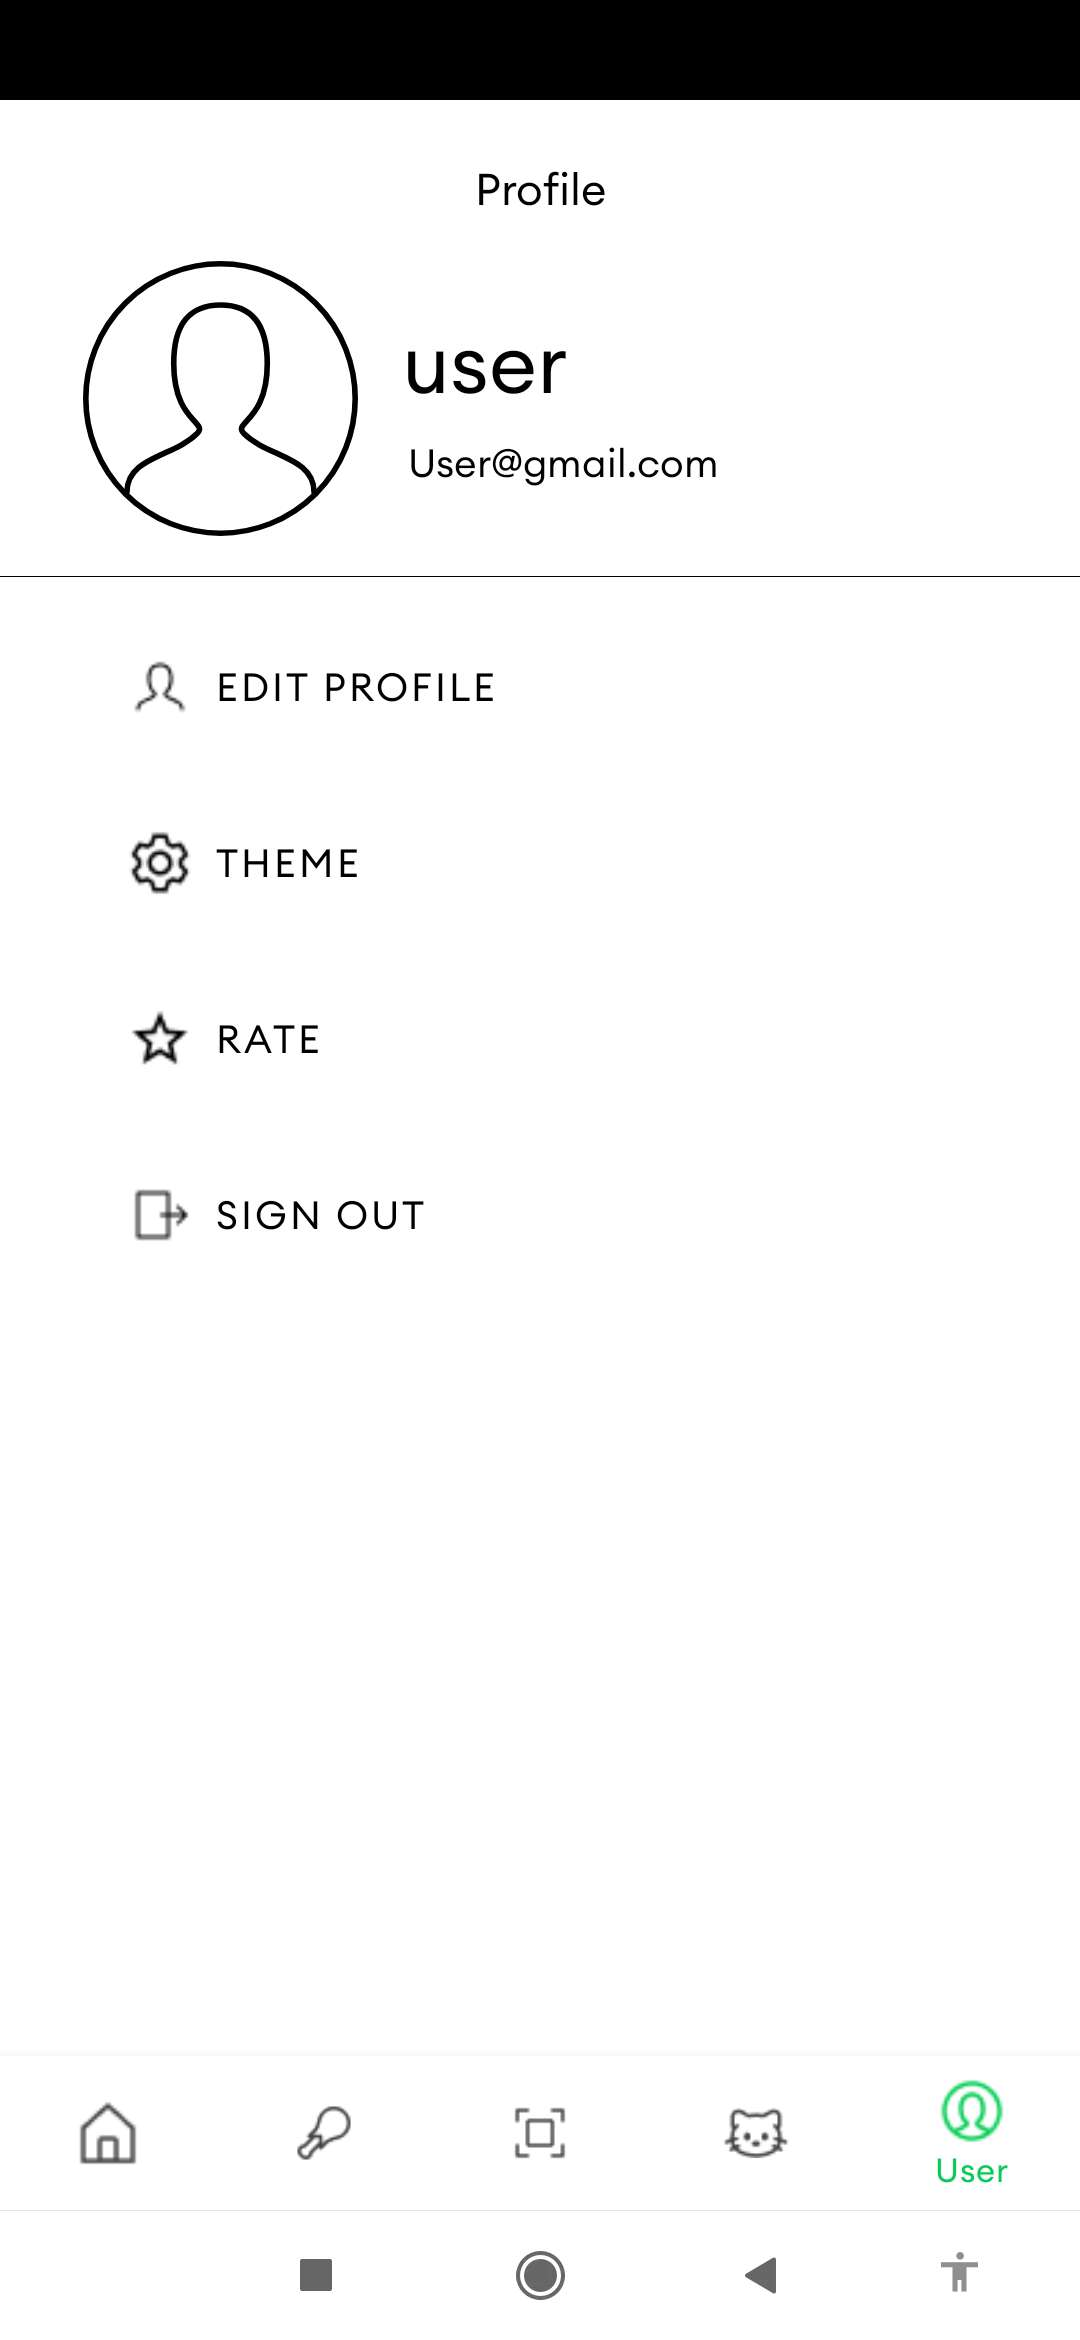 Profile
user
User@gmail.com
EDIT PROFILE
THEME
RATE
SIGN OUT
User